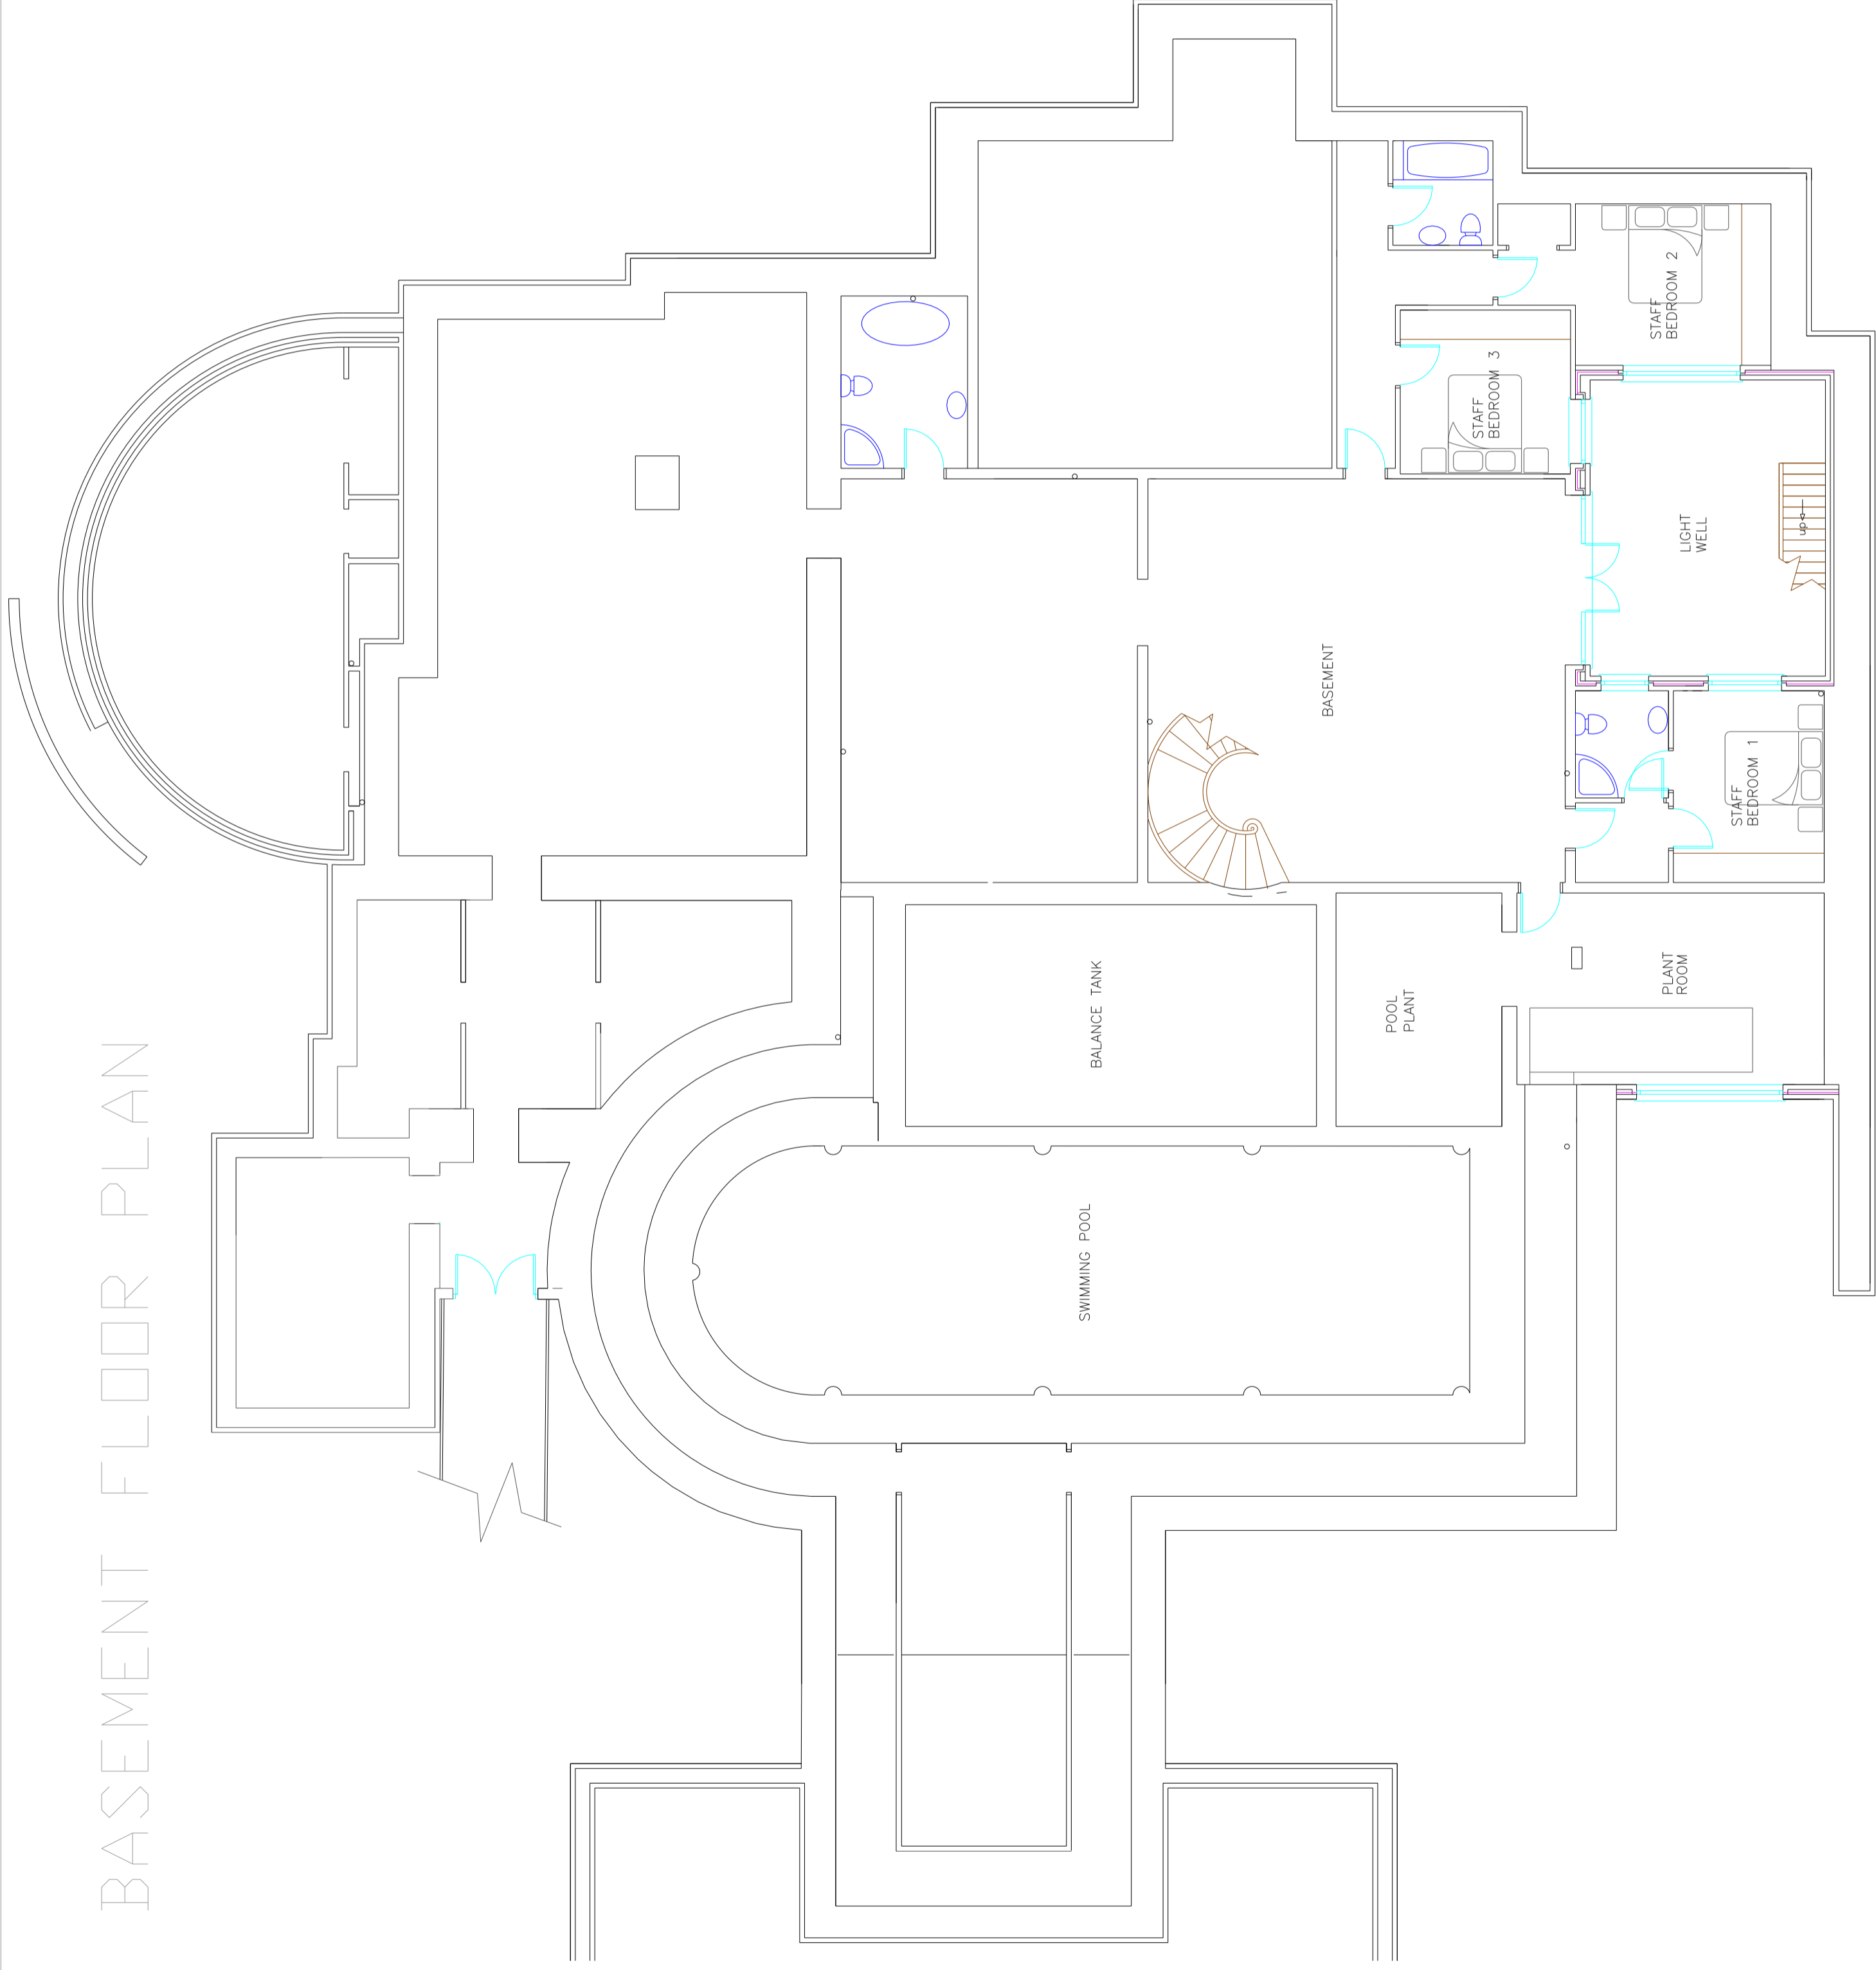 BASEMENT FLOOR PLAN
STAFF
BEDROOM 2
STAFF
BEDROOM 3
LIGHT
WELL
up
BASEMENT
STAFF
BEDROOM 1
BALANCE TANK
POOL
PLANT
PLANT
ROOM
SWIMMING POOL